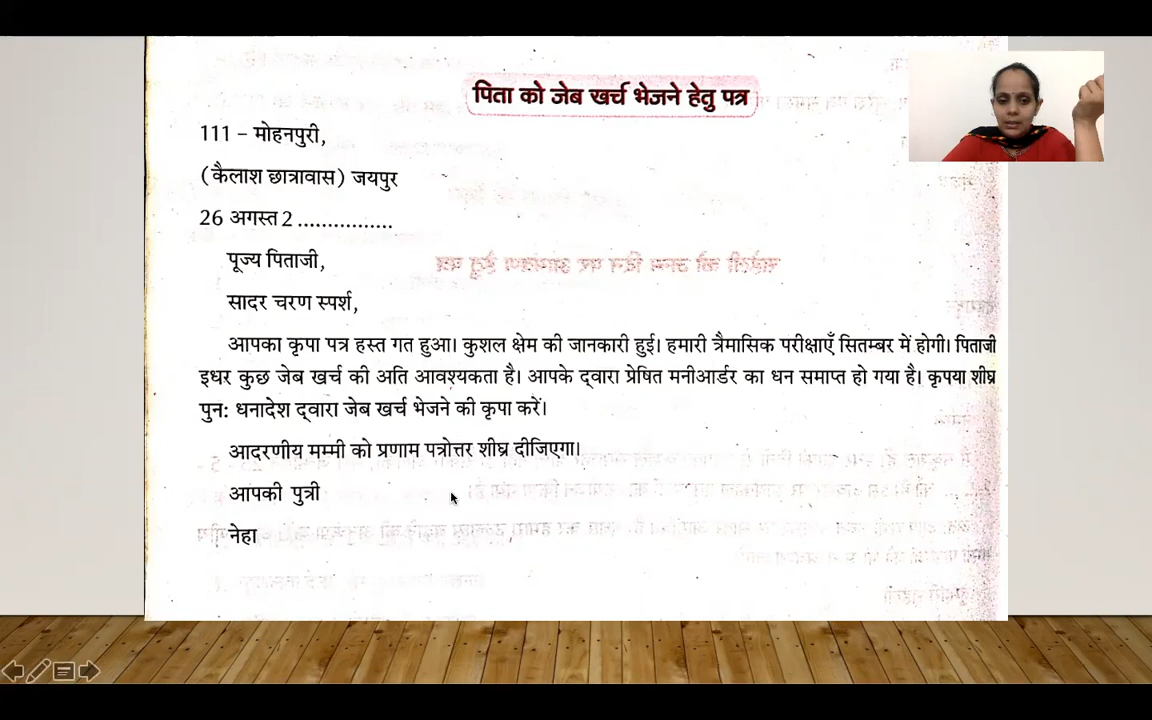 पिता को जेब खर्च भेजने हेतु पत्र
111 – मोहनपुरी,
(कैलाश छात्रावास) जयपुर
26 अगस्त 2 ................
पूज्य पिताजी,
सादर चरण स्पर्श,
आपका कृपा पत्र हस्त गत हुआ। कुशल क्षेम की जानकारी हुई। हमारी त्रैमासिक परीक्षाएँ सितम्बर में होगी। पिताजी
इधर कुछ जेब खर्च की अति आवश्यकता है। आपके द्वारा प्रेषित मनीआर्डर का धन समाप्त हो गया है। कृपया शीघ्र
पुन: धनादेश द्वारा जेब खर्च भेजने की कृपा करें।
आदरणीय मम्मी को प्रणाम पत्रोत्तर शीघ्र दीजिएगा।
आपकी पुत्री
नेहा